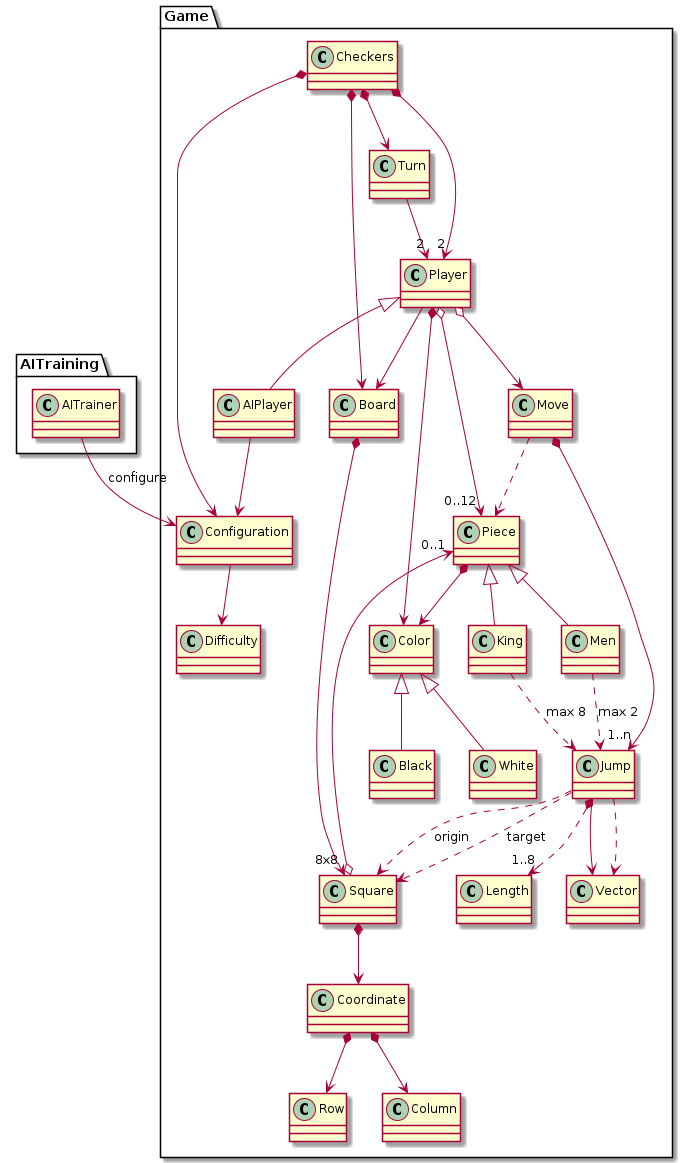 Game
C Checkers
C Turn
2 2
C Player
AITraining
C AITrainer
C AIPlayer
C Board
C Move
configure
0..12
C Configuration
0..1
C Piece
C Difficulty
C Color
C King
C Men
max 8
max 2
1..n
C Black
C White
C Jump
origin
target
8x8
1..8
C Square
C Length
C Vector
C Coordinate
C Row
C Column